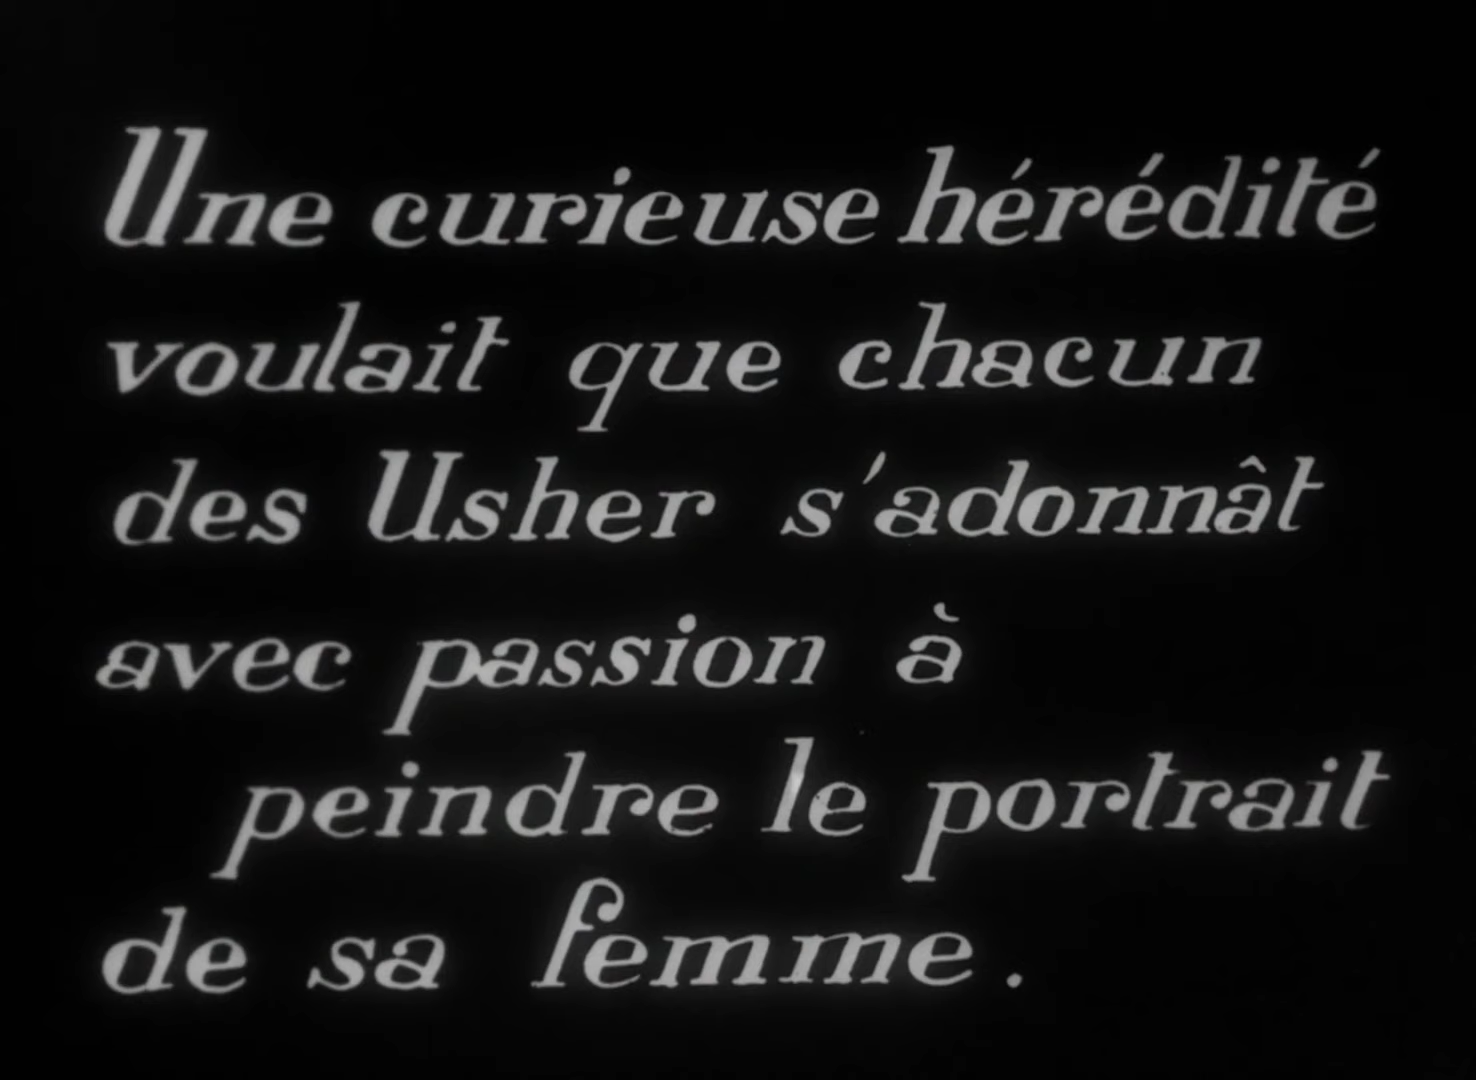 Une curieuse hérédité
voulait que chacun
des Usher s'adonnât
avec passion à
peindre le portrait
de sa femme.